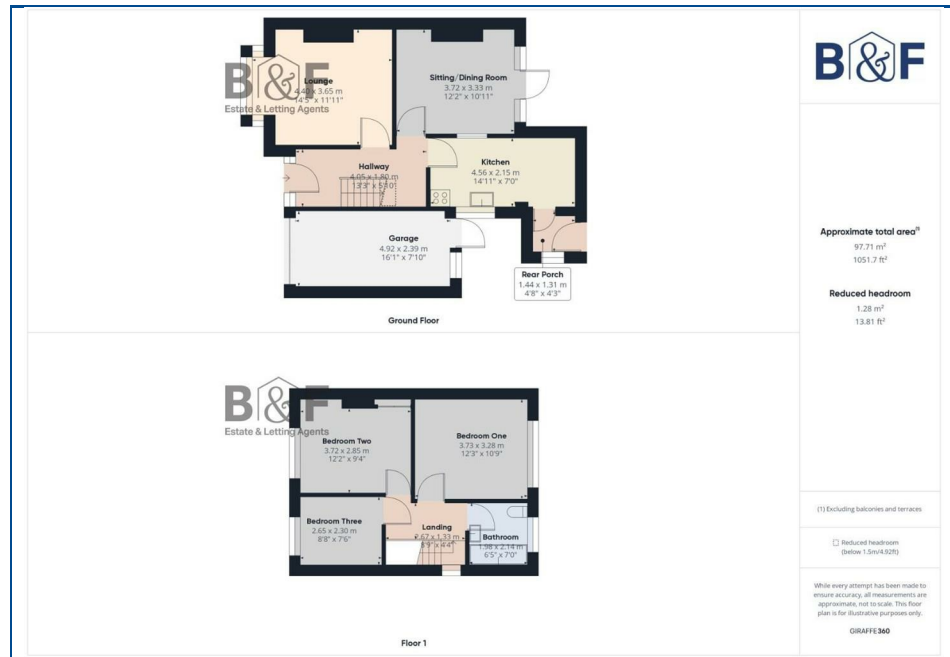 B&F
Estate & Letting Agents
Lounge
4.40 x 3.65 m
14'5" x 11'11"
Sitting/Dining Room
3.72 x 3.33 m
12'2" x 10'11"
Hallway
4.05 x 1.80 m
13'3" x 5'10"
Kitchen
4.56 x 2.15 m
14'11" x 7'0"
Garage
4.92 x 2.39 m
16'1" x 7'10"
Rear Porch
1.44 x 1.31 m
4'8" x 4'3"
Ground Floor
B&F
Estate & Letting Agents
Bedroom Two
3.72 x 2.85 m
12'2" x 9'4"
Bedroom One
3.73 x 3.28 m
12'3" x 10'9"
Bedroom Three
2.65 x 2.30 m
8'8" x 7'6"
Landing
2.67 x 1.33 m
8'9" x 4'4"
Bathroom
1.98 x 2.14 m
6'5" x 7'0"
Floor 1
B&F
Approximate total area⁽¹⁾
97.71 m²
1051.7 ft²
Reduced headroom
1.28 m²
13.81 ft²
(1) Excluding balconies and terraces
Reduced headroom
(below 1.5m/4.92ft)
While every attempt has been made to
ensure accuracy, all measurements are
approximate, not to scale. This floor
plan is for illustrative purposes only.
GIRAFFE360